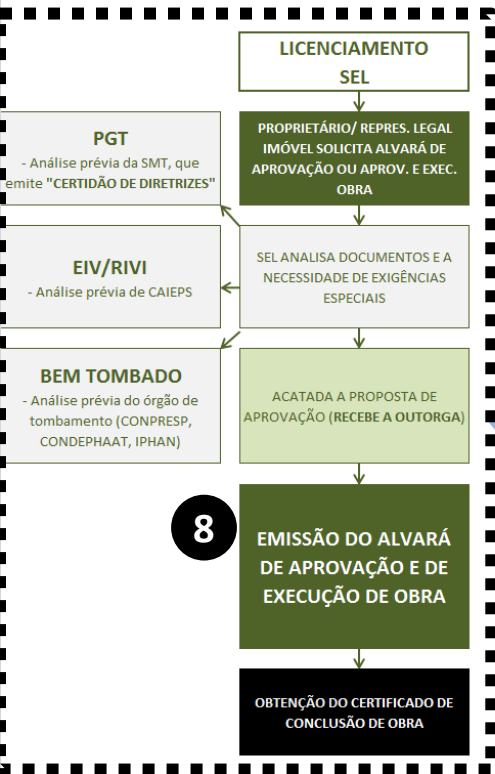 LICENCIAMENTO
SEL
PROPRIETÁRIO/ REPRES. LEGAL
IMÓVEL SOLICITA ALVARÁ DE
APROVAÇÃO OU APROV. E EXEC.
OBRA
PGT
- Análise prévia da SMT, que
emite "CERTIDÃO DE DIRETRIZES"
SEL ANALISA DOCUMENTOS E A
NECESSIDADE DE EXIGÊNCIAS
ESPECIAIS
EIV/RIVI
- Análise prévia de CAIEPS
BEM TOMBADO
- Análise prévia do órgão de
tombamento (CONPRESP,
CONDEPHAAT, IPHAN)
ACATADA A PROPOSTA DE
APROVAÇÃO (RECEBE A OUTORGA)
8
EMISSÃO DO ALVARÁ
DE APROVAÇÃO E DE
EXECUÇÃO DE OBRA
OBTENÇÃO DO CERTIFICADO DE
CONCLUSÃO DE OBRA